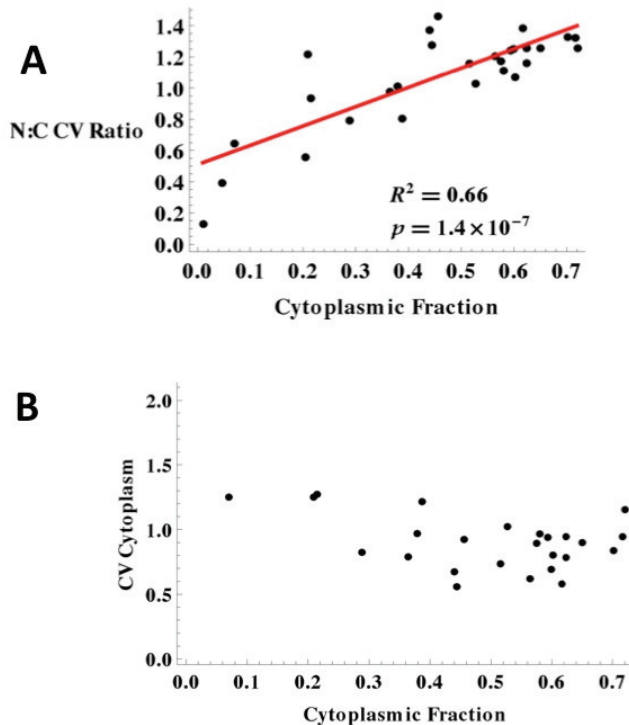 A
N:C CV Ratio
1.4
1.2
1.0
0.8
0.6
0.4
0.2
0.0
R² = 0.66
p = 1.4 × 10⁻⁷
0.0 0.1 0.2 0.3 0.4 0.5 0.6 0.7
Cytoplasmic Fraction
B
CV Cytoplasm
2.0
1.5
1.0
0.5
0.0
0.0 0.1 0.2 0.3 0.4 0.5 0.6 0.7
Cytoplasmic Fraction